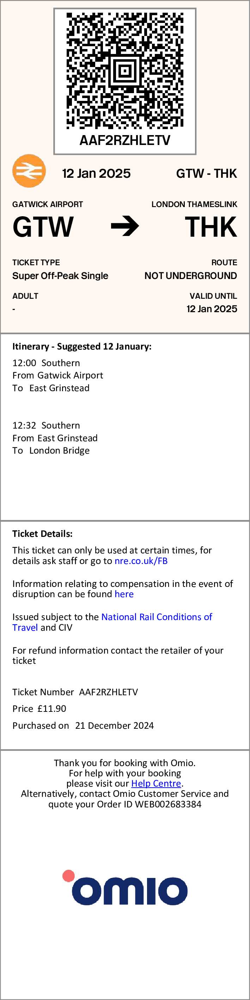 AAF2RZHLETV
12 Jan 2025 GTW - THK
GATWICK AIRPORT LONDON THAMESLINK
GTW → THK
TICKET TYPE ROUTE
Super Off-Peak Single NOT UNDERGROUND
ADULT VALID UNTIL
- 12 Jan 2025
Itinerary - Suggested 12 January:
12:00 Southern
From Gatwick Airport
To East Grinstead
12:32 Southern
From East Grinstead
To London Bridge
Ticket Details:
This ticket can only be used at certain times, for
details ask staff or go to nre.co.uk/FB
Information relating to compensation in the event of
disruption can be found here
Issued subject to the National Rail Conditions of
Travel and CIV
For refund information contact the retailer of your
ticket
Ticket Number AAF2RZHLETV
Price £11.90
Purchased on 21 December 2024
Thank you for booking with Omio.
For help with your booking
please visit our Help Centre.
Alternatively, contact Omio Customer Service and
quote your Order ID WEB002683384
omio